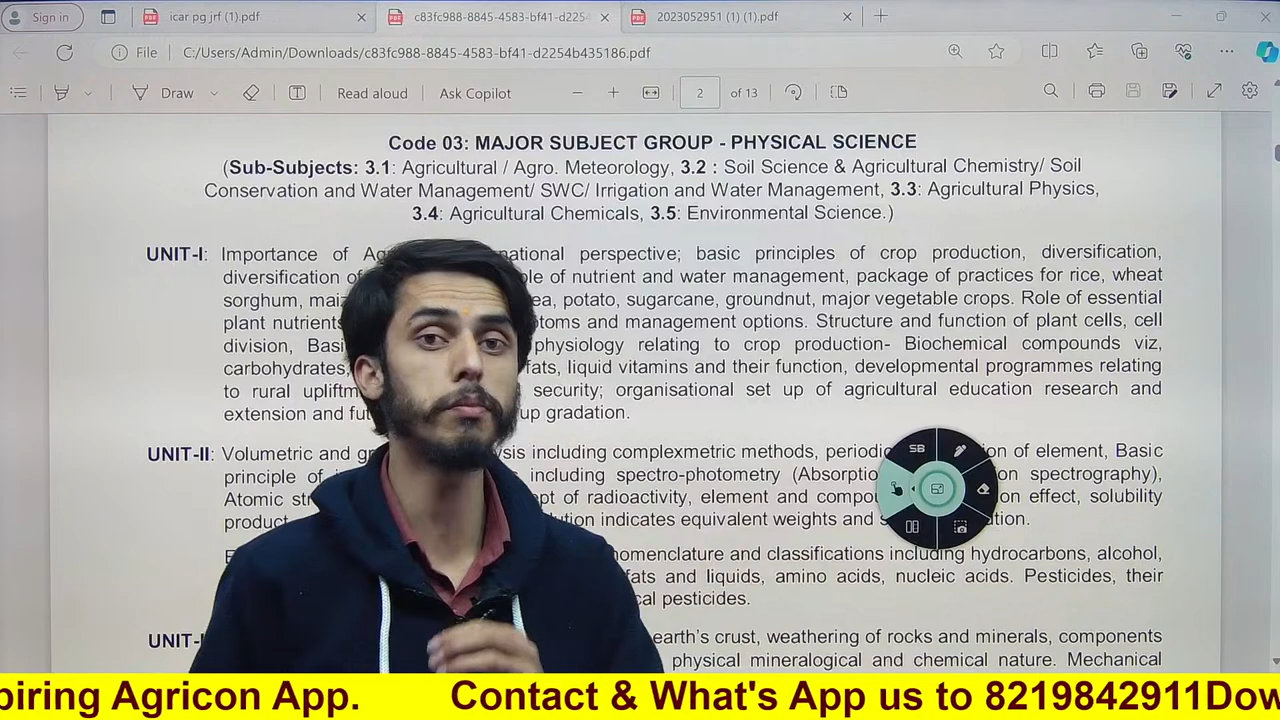 Sign in
icar pg jrf (1).pdf
c83fc988-8845-4583-bf41-d2254
2023052951 (1) (1).pdf
File C:/Users/Admin/Downloads/c83fc988-8845-4583-bf41-d2254b435186.pdf
Draw
Read aloud
Ask Copilot
2 of 13
Code 03: MAJOR SUBJECT GROUP - PHYSICAL SCIENCE
(Sub-Subjects: 3.1: Agricultural / Agro. Meteorology, 3.2 : Soil Science & Agricultural Chemistry/ Soil
Conservation and Water Management/ SWC/ Irrigation and Water Management, 3.3: Agricultural Physics,
3.4: Agricultural Chemicals, 3.5: Environmental Science.)
UNIT-I: Importance of national perspective; basic principles of crop production, diversification,
diversification of nutrient and water management, package of practices for rice, wheat
sorghum, potato, sugarcane, groundnut, major vegetable crops. Role of essential
plant nutrients and management options. Structure and function of plant cells, cell
division, physiology relating to crop production- Biochemical compounds viz,
carbohydrates, fats, liquid vitamins and their function, developmental programmes relating
to rural security; organisational set up of agricultural education research and
extension and up gradation.
UNIT-II: Volumetric and including complexmetric methods, of element, Basic
principle of including spectro-photometry spectrography),
Atomic of radioactivity, element and effect, solubility
product indicates equivalent weights and
nomenclature and classifications including hydrocarbons, alcohol,
fats and liquids, amino acids, nucleic acids. Pesticides, their
pesticides.
earth's crust, weathering of rocks and minerals, components
physical mineralogical and chemical nature. Mechanical
SB
Agricon App. Contact & What's App us to 8219842911